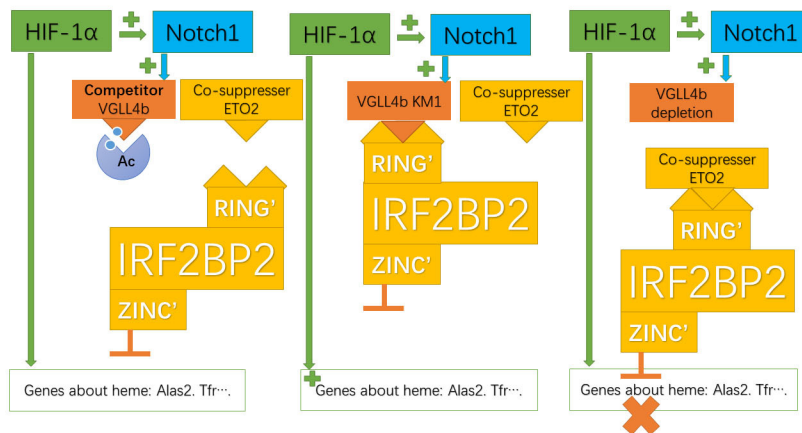 HIF-1α
Notch1
Competitor
VGLL4b
Co-suppresser
ETO2
Ac
RING’
IRF2BP2
ZINC’
Genes about heme: Alas2. Tfr···.
HIF-1α
Notch1
VGLL4b KM1
Co-suppresser
ETO2
RING’
IRF2BP2
ZINC’
Genes about heme: Alas2. Tfr···.
HIF-1α
Notch1
VGLL4b
depletion
Co-suppresser
ETO2
RING’
IRF2BP2
ZINC’
Genes about heme: Alas2. Tfr···.